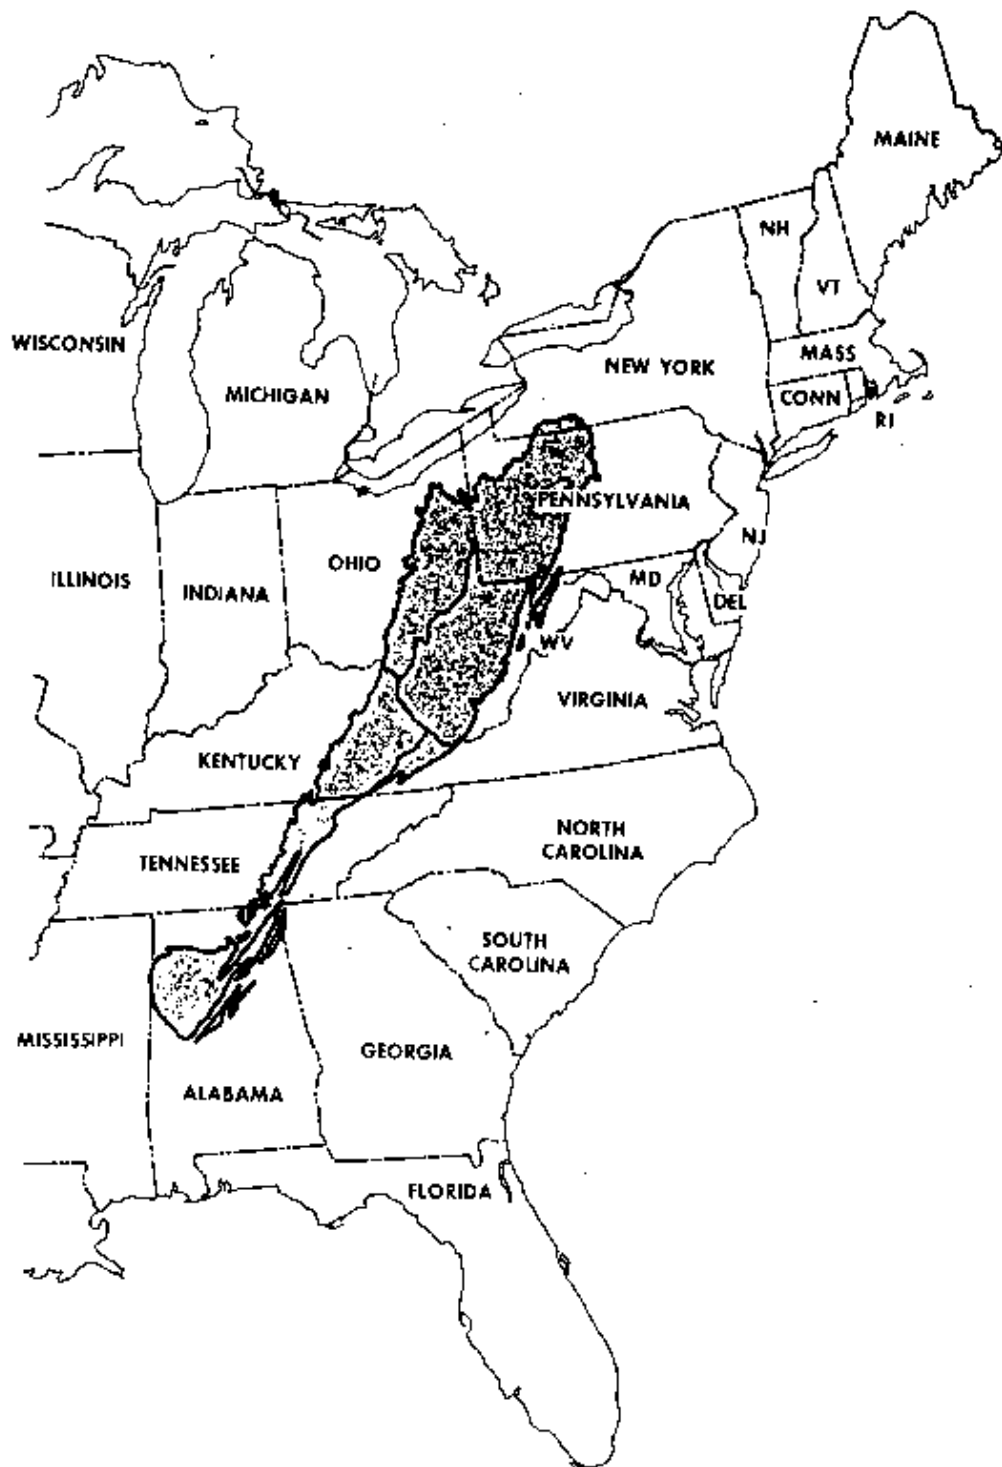 MAINE
NH
VT
WISCONSIN
MASS
NEW YORK
MICHIGAN
CONN
RI
PENNSYLVANIA
NJ
OHIO
ILLINOIS
INDIANA
MD
DEL
WV
VIRGINIA
KENTUCKY
NORTH
CAROLINA
TENNESSEE
SOUTH
CAROLINA
MISSISSIPPI
GEORGIA
ALABAMA
FLORIDA